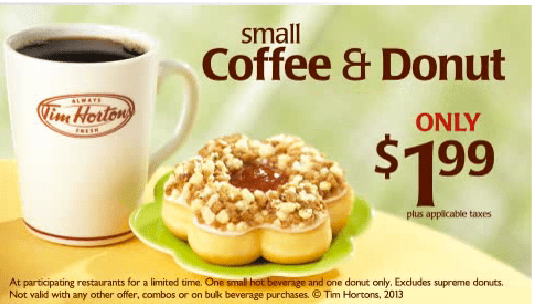 small
Coffee & Donut
ALWAYS
Tim Hortons
FRESH
ONLY
$1.99
plus applicable taxes
At participating restaurants for a limited time. One small hot beverage and one donut only. Excludes supreme donuts.
Not valid with any other offer, combos or on bulk beverage purchases. © Tim Hortons, 2013